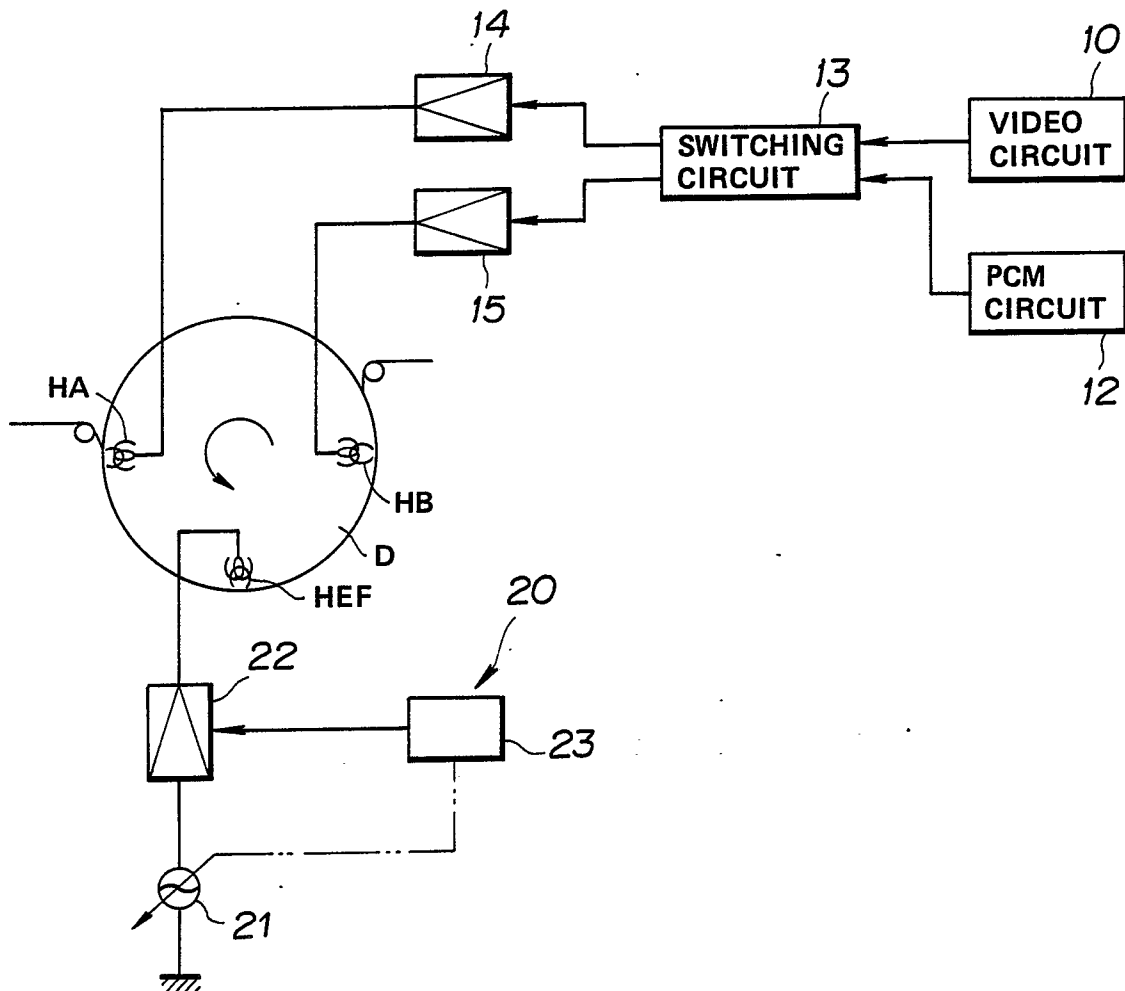 14
13
10
VIDEO
CIRCUIT
SWITCHING
CIRCUIT
15
PCM
CIRCUIT
12
HA
HB
D
HEF
20
22
23
21